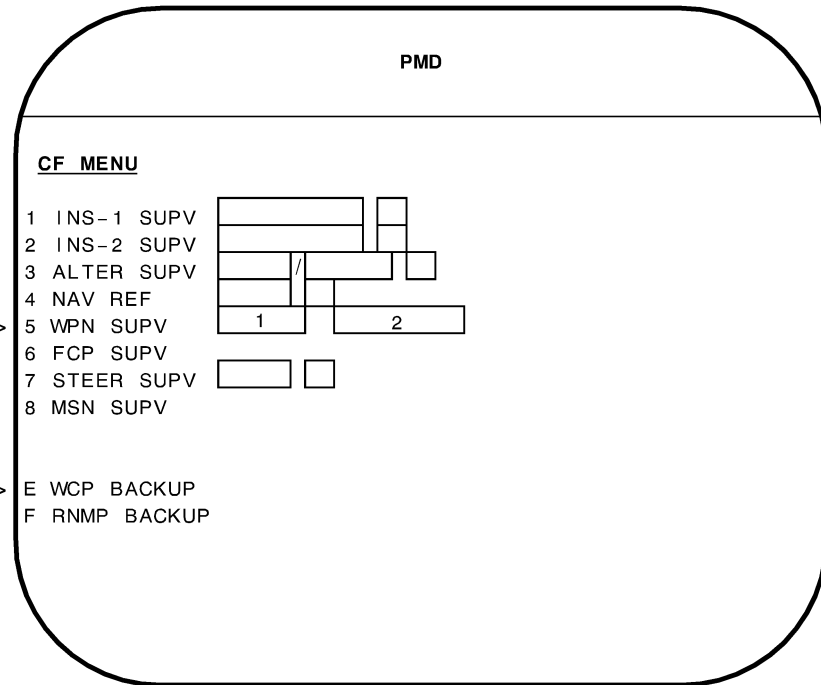 PMD
CF MENU
1 INS-1 SUPV
2 INS-2 SUPV
3 ALTER SUPV /
4 NAV REF
> 5 WPN SUPV 1 2
6 FCP SUPV
7 STEER SUPV
8 MSN SUPV
> E WCP BACKUP
F RNMP BACKUP